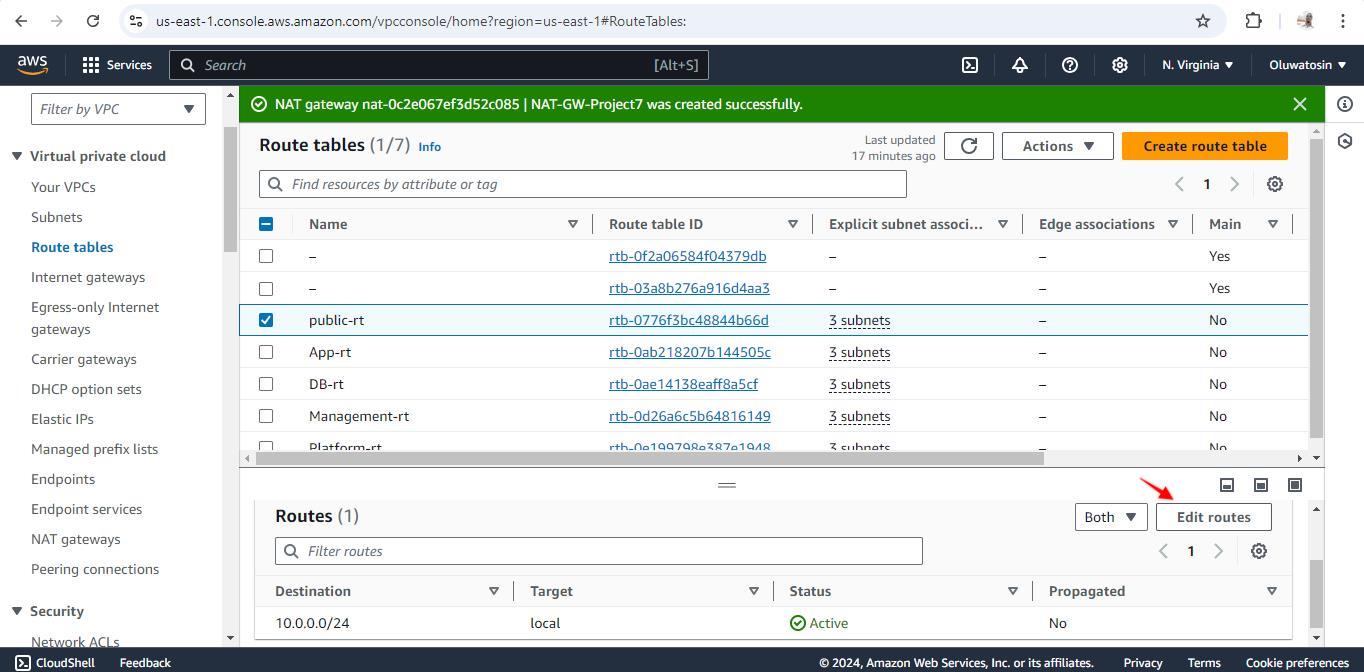 us-east-1.console.aws.amazon.com/vpcconsole/home?region=us-east-1#RouteTables:
aws Services Search [Alt+S] N. Virginia Oluwatosin
Filter by VPC
Virtual private cloud
Your VPCs
Subnets
Route tables
Internet gateways
Egress-only Internet
gateways
Carrier gateways
DHCP option sets
Elastic IPs
Managed prefix lists
Endpoints
Endpoint services
NAT gateways
Peering connections
Security
Network ACLs
NAT gateway nat-0c2e067ef3d52c085 | NAT-GW-Project7 was created successfully.
Route tables (1/7) Info
Last updated
17 minutes ago
Actions
Create route table
Find resources by attribute or tag
1
Name Route table ID Explicit subnet associ... Edge associations Main
– rtb-0f2a06584f04379db – – Yes
– rtb-03a8b276a916d4aa3 – – Yes
public-rt rtb-0776f3bc48844b66d 3 subnets – No
App-rt rtb-0ab218207b144505c 3 subnets – No
DB-rt rtb-0ae14138eaff8a5cf 3 subnets – No
Management-rt rtb-0d26a6c5b64816149 3 subnets – No
Platform-rt rtb-0e199798e387e1948 3 subnets – No
Routes (1)
Both
Edit routes
Filter routes
1
Destination Target Status Propagated
10.0.0.0/24 local Active No
CloudShell Feedback © 2024, Amazon Web Services, Inc. or its affiliates. Privacy Terms Cookie preferences